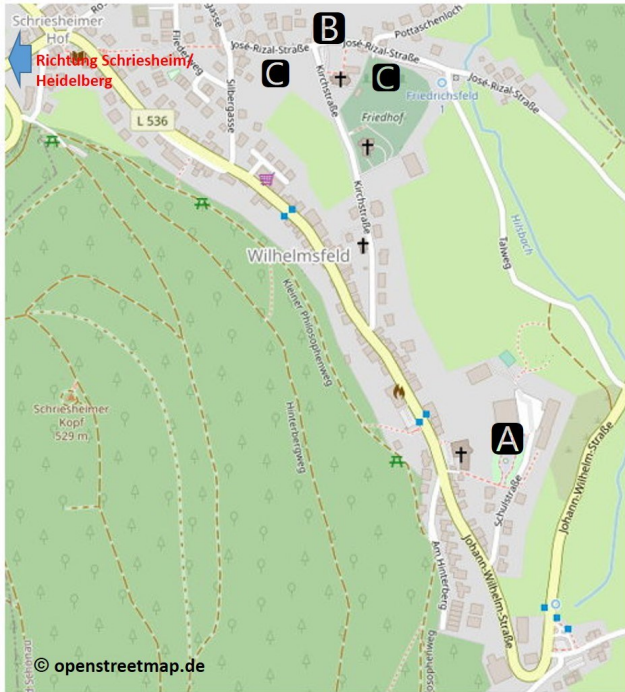 Schriesheimer
Hof
Richtung Schriesheim/
Heidelberg
Silbergasse
José-Rizal-Straße
B
C
Kirchstraße
José-Rizal-Straße
C
Pottaschenloch
José-Rizal-Straße
Friedrichsfeld
1
Friedhof
L 536
Kirchstraße
Wilhelmsfeld
Hilsbach
Talweg
Kleiner Philosophenweg
Hinterbergweg
Schriesheimer
Kopf
529 m
A
Schulstraße
Johann-Wilhelm-Straße
Johann-Wilhelm-Straße
Am Hinterberg
© openstreetmap.de